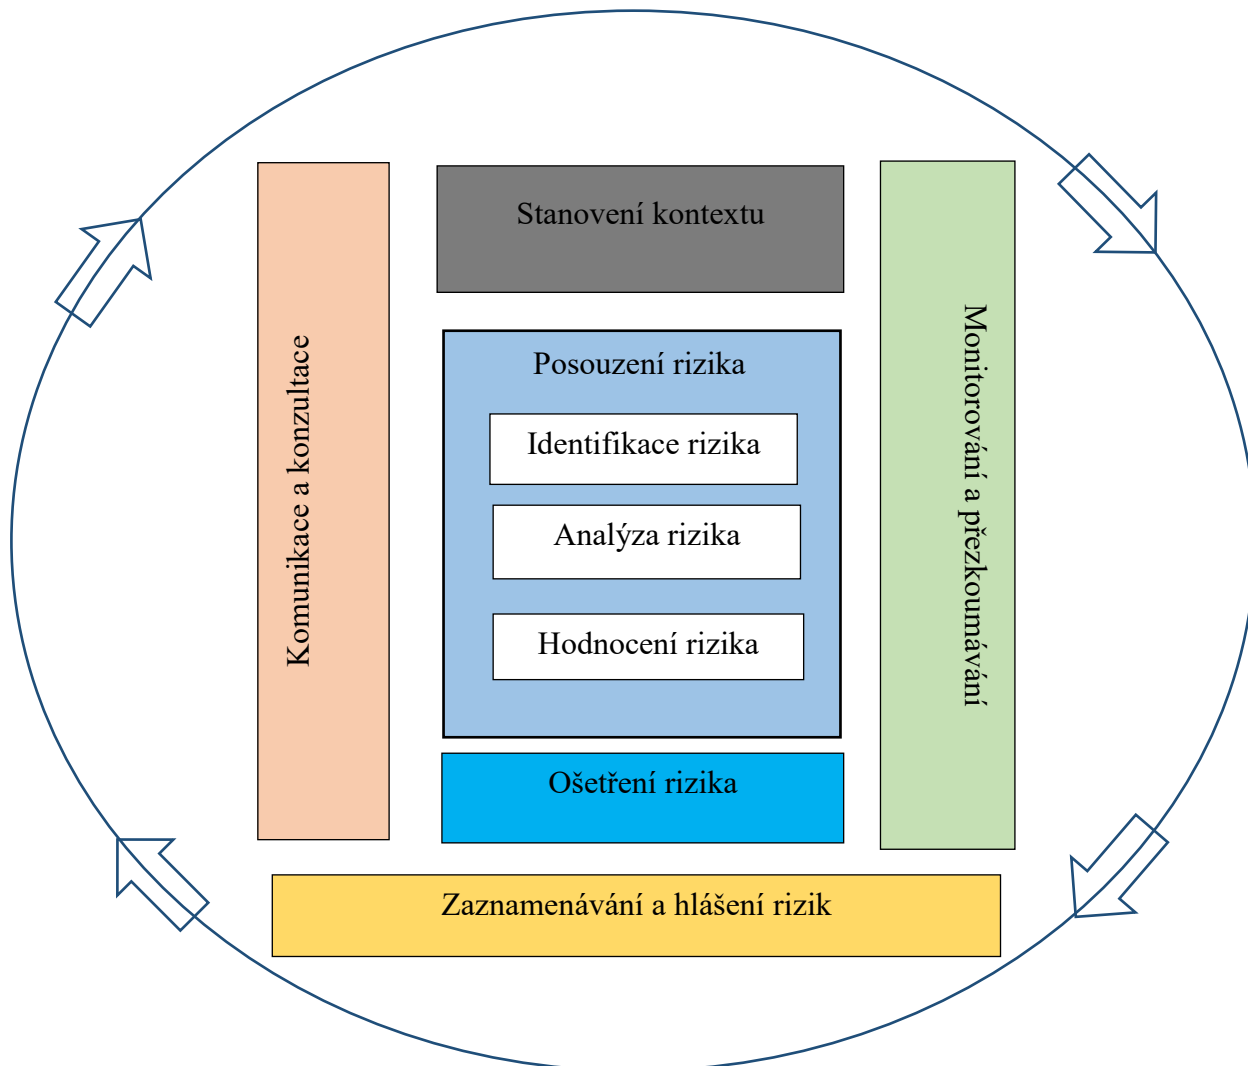 Stanovení kontextu
Komunikace a konzultace
Posouzení rizika
Identifikace rizika
Analýza rizika
Hodnocení rizika
Monitorování a přezkoumávání
Ošetření rizika
Zaznamenávání a hlášení rizik